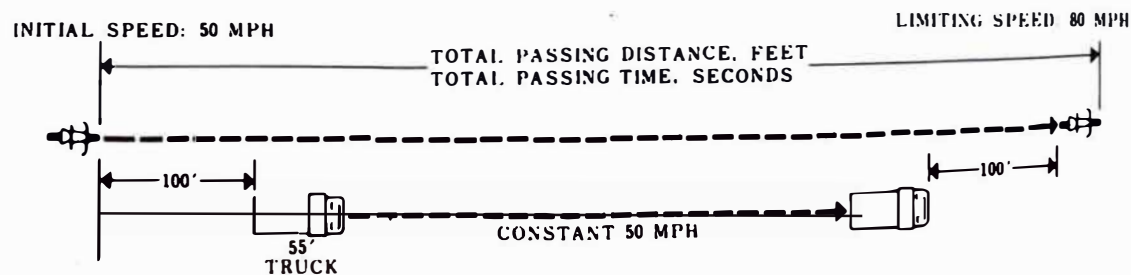 INITIAL SPEED: 50 MPH
LIMITING SPEED: 80 MPH
TOTAL PASSING DISTANCE, FEET
TOTAL PASSING TIME, SECONDS
100'
100'
CONSTANT 50 MPH
55'
TRUCK